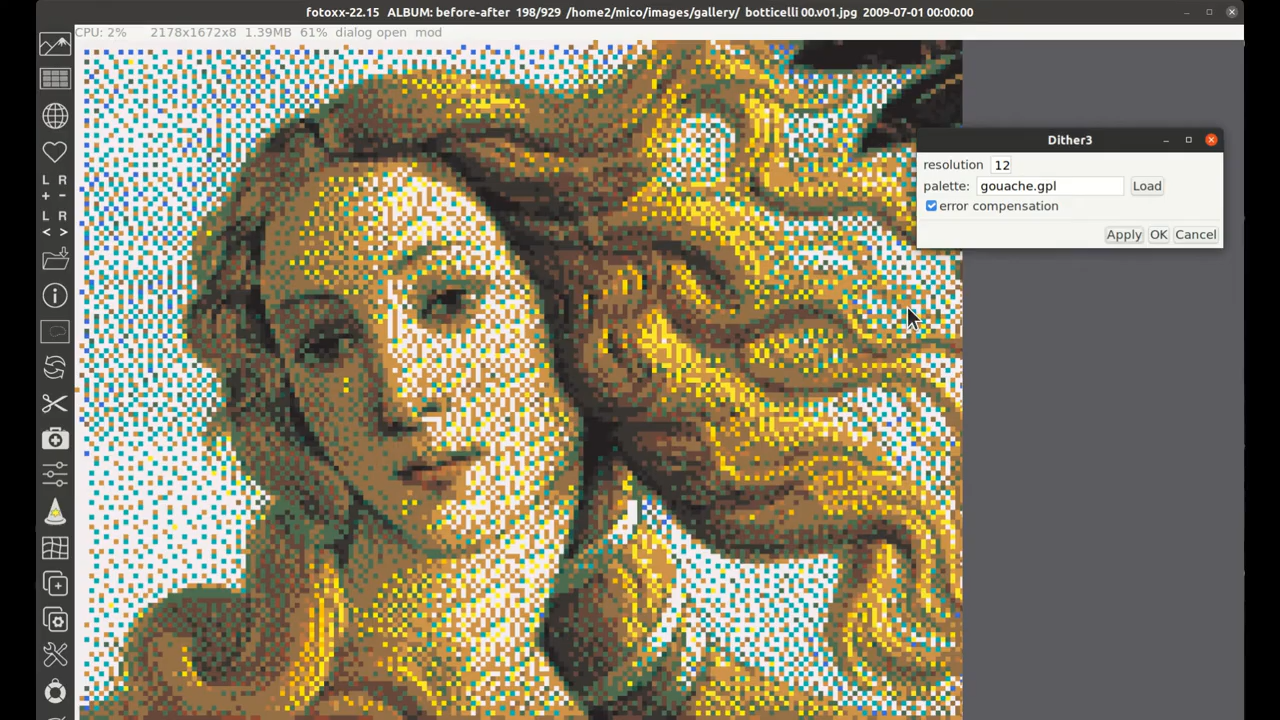 fotoxx-22.15 ALBUM: before-after 198/929 /home2/mico/images/gallery/ botticelli 00.v01.jpg 2009-07-01 00:00:00
CPU: 2% 2178x1672x8 1.39MB 61% dialog open mod
L R
+ −
L R
< >
Dither3
resolution 12
palette: gouache.gpl Load
error compensation
Apply OK Cancel